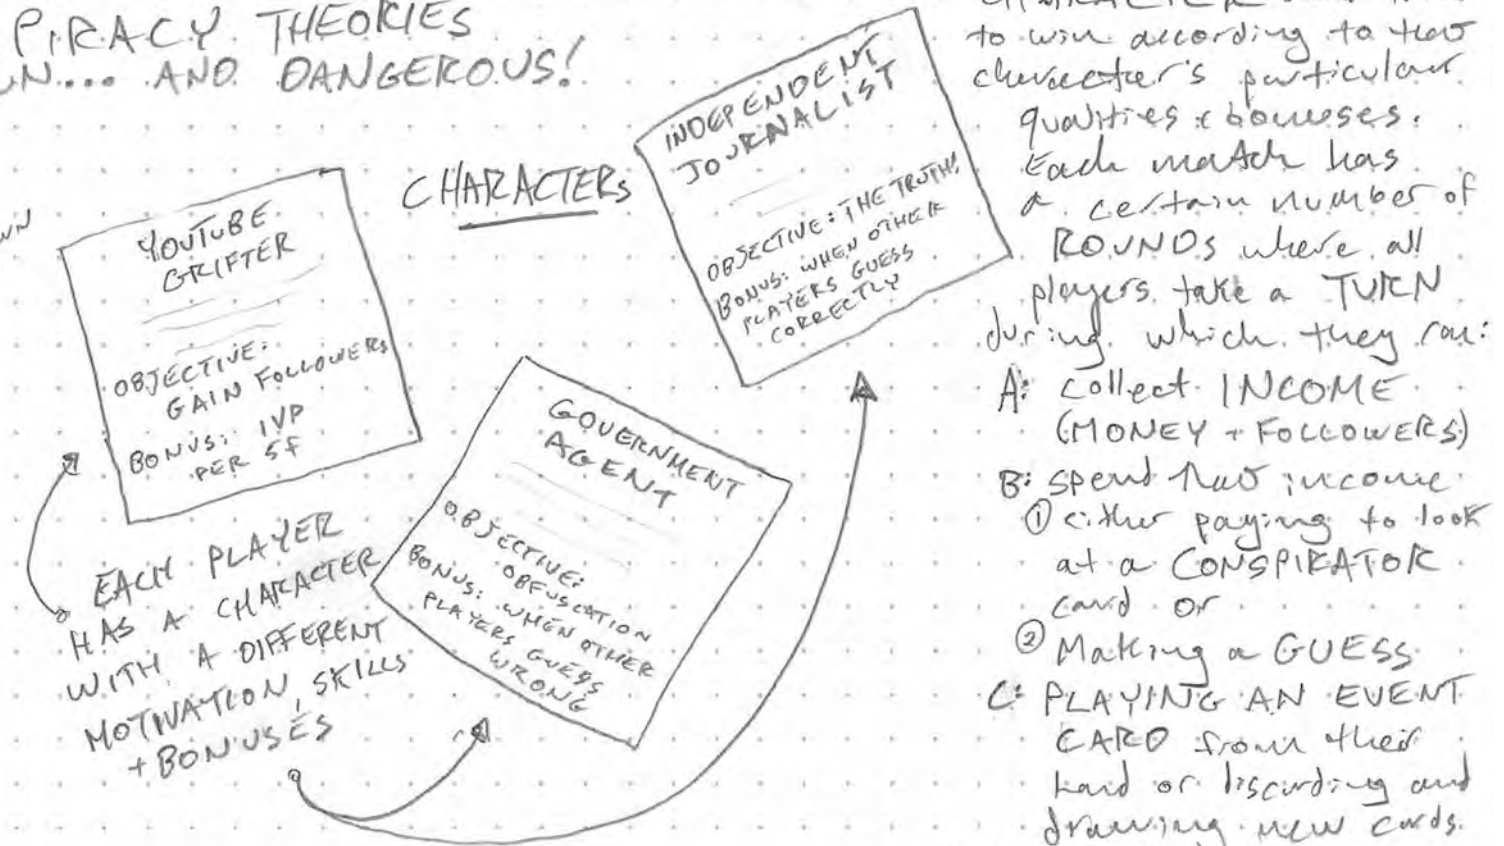 PIRACY THEORIES
UN... AND DANGEROUS!
WN
CHARACTERS
YOUTUBE
GRIFTER
OBJECTIVE:
GAIN FOLLOWERS
BONUS: 1VP
PER 5F
INDEPENDENT
JOURNALIST
OBJECTIVE: THE TRUTH!
BONUS: WHEN OTHER
PLAYERS GUESS
CORRECTLY
GOVERNMENT
AGENT
OBJECTIVE:
OBFUSCATION
BONUS: WHEN OTHER
PLAYERS GUESS
WRONG
EACH PLAYER
HAS A CHARACTER
WITH A DIFFERENT
MOTIVATION, SKILLS
+ BONUSES
CHARACTER
to win according to that
character's particular
qualities & bonuses.
Each match has
a certain number of
ROUNDS where all
players take a TURN
during which they can:
A: collect INCOME
(MONEY + FOLLOWERS)
B: spend that income
① either paying to look
at a CONSPIRATOR
card or
② Making a GUESS
C: PLAYING AN EVENT
CARD from their
hand or discarding and
drawing new cards.